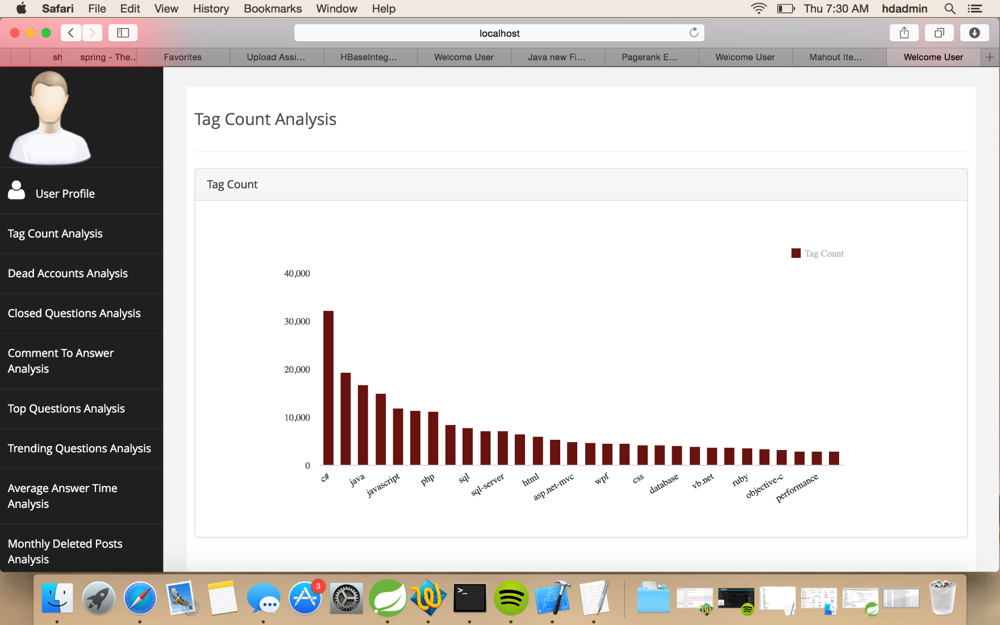 Safari File Edit View History Bookmarks Window Help Thu 7:30 AM hdadmin
localhost
sh spring - The.. Favorites Upload Assi... HBaseInteg... Welcome User Java new Fi... Pagerank E... Welcome User Mahout Ite... Welcome User
User Profile
Tag Count Analysis
Dead Accounts Analysis
Closed Questions Analysis
Comment To Answer
Analysis
Top Questions Analysis
Trending Questions Analysis
Average Answer Time
Analysis
Monthly Deleted Posts
Analysis
Tag Count Analysis
Tag Count
Tag Count
40,000
30,000
20,000
10,000
0
c# java javascript php sql sql-server html asp.net-mvc wpf css database vb.net ruby objective-c performance
3